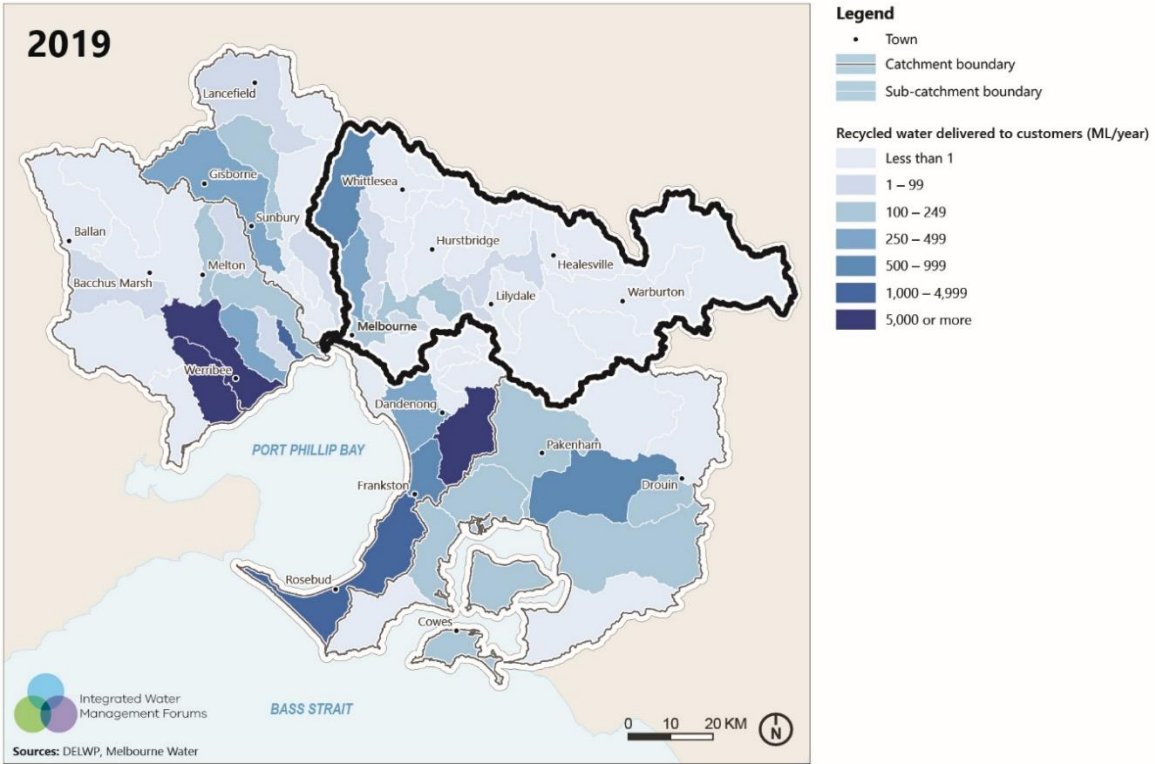 2019
Legend
Town
Catchment boundary
Sub-catchment boundary
Recycled water delivered to customers (ML/year)
Less than 1
1 – 99
100 – 249
250 – 499
500 – 999
1,000 – 4,999
5,000 or more
Lancefield
Gisborne
Whittlesea
Sunbury
Ballan
Hurstbridge
Healesville
Melton
Bacchus Marsh
Lilydale
Warburton
Melbourne
Werribee
Dandenong
PORT PHILLIP BAY
Pakenham
Frankston
Drouin
Rosebud
Cowes
Integrated Water
Management Forums
BASS STRAIT
0 10 20 KM
N
Sources: DELWP, Melbourne Water